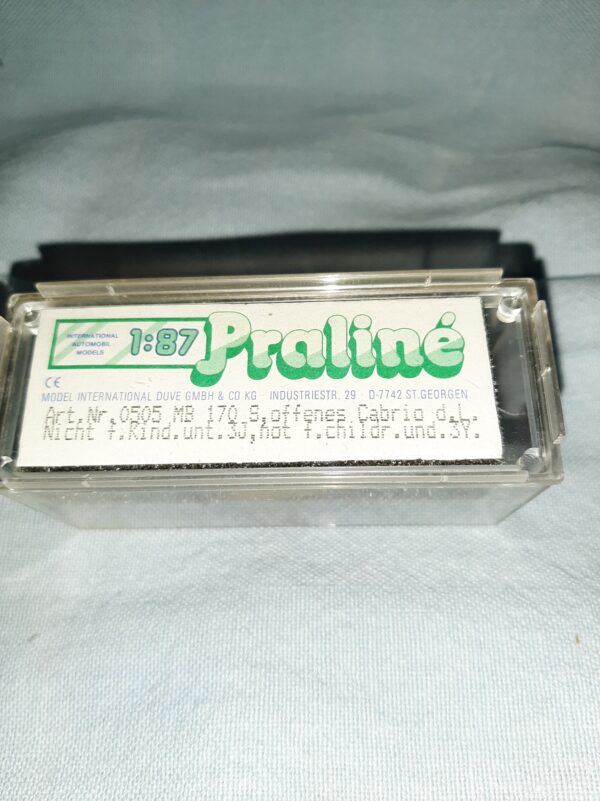 INTERNATIONAL
AUTOMOBIL
MODELS
1:87
Praliné
CE
MODEL INTERNATIONAL DUVE GMBH & CO KG · INDUSTRIESTR. 29 · D-7742 ST.GEORGEN
Art.Nr.0505 MB 170 S,offenes Cabrio d.L.
Nicht f.Kind.unt.3J,not f.childr.und.3Y.